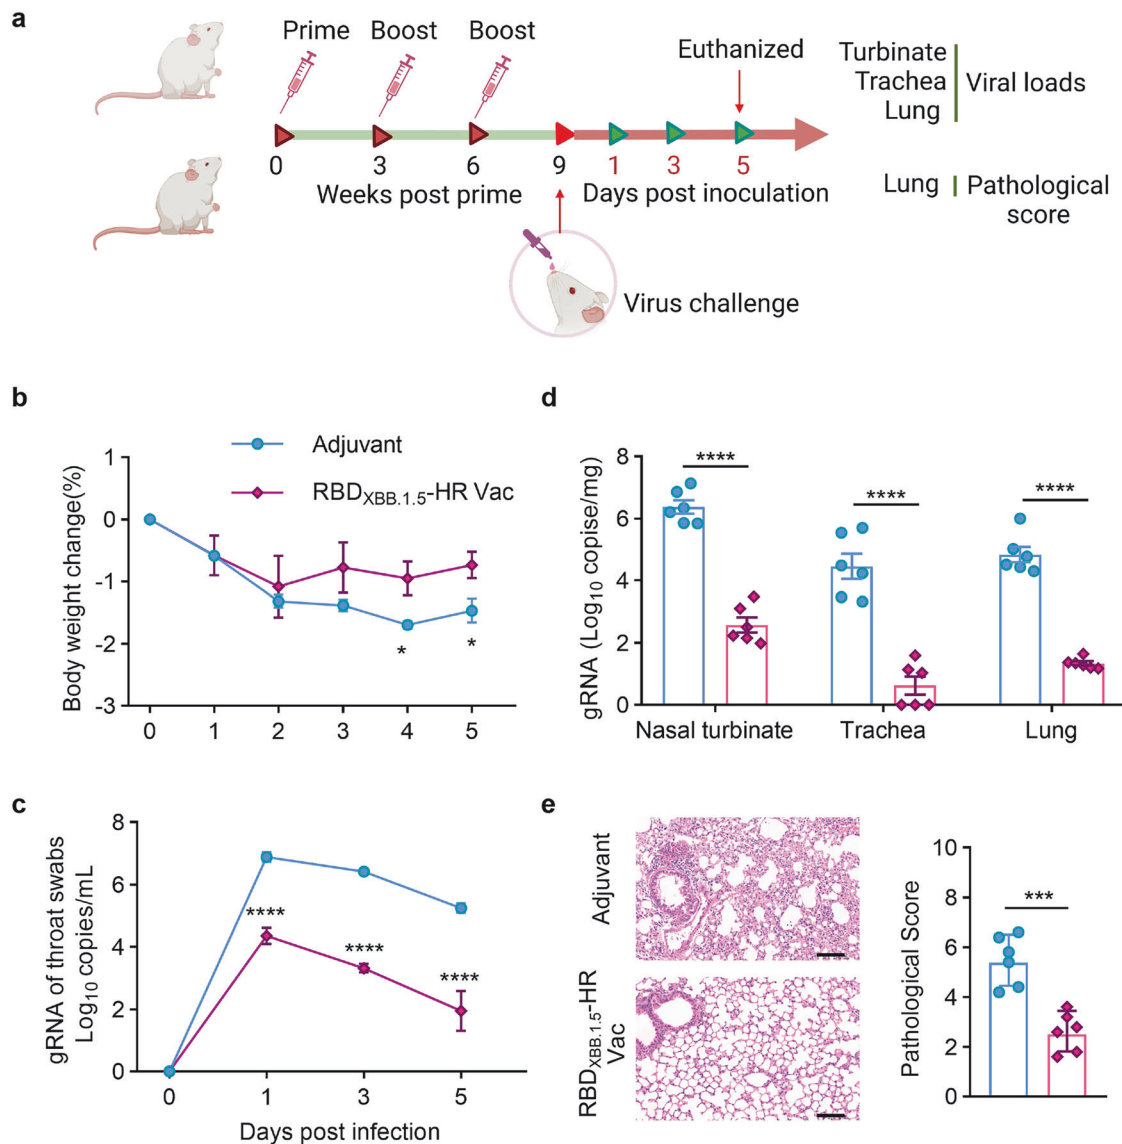 a
Prime Boost Boost
Euthanized
Turbinate
Trachea
Lung
Viral loads
0 3 6 9 1 3 5
Weeks post prime Days post inoculation
Lung Pathological
score
Virus challenge
b
Adjuvant
RBDXBB.1.5-HR Vac
Body weight change(%)
1
0
-1
-2
-3
* *
0 1 2 3 4 5
d
gRNA (Log10 copise/mg)
8
6
4
2
0
**** **** ****
Nasal turbinate Trachea Lung
c
gRNA of throat swabs
Log10 copies/mL
8
6
4
2
0
**** **** ****
0 1 3 5
Days post infection
e
Adjuvant
RBDXBB.1.5-HR
Vac
Pathological Score
10
8
6
4
2
0
***